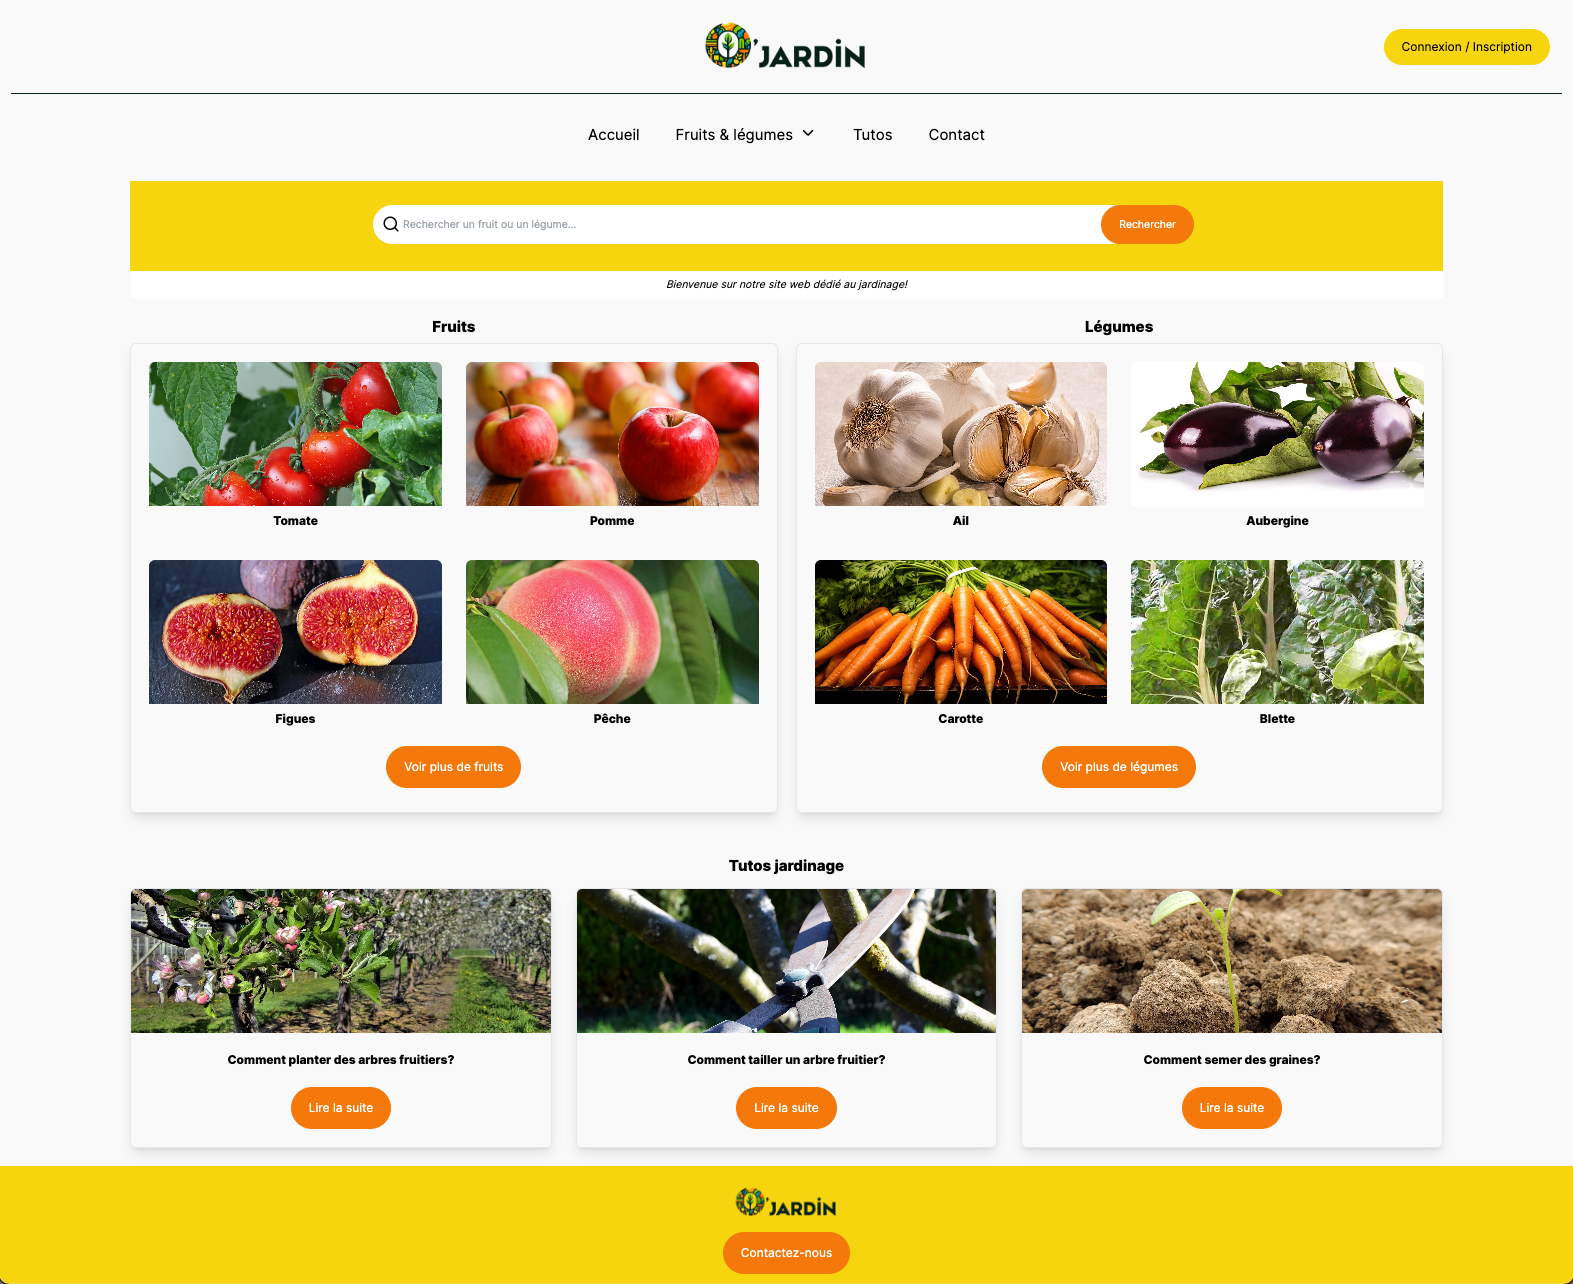 O'JARDIN
Connexion / Inscription
Accueil
Fruits & légumes
Tutos
Contact
Rechercher un fruit ou un légume...
Rechercher
Bienvenue sur notre site web dédié au jardinage!
Fruits
Tomate
Pomme
Figues
Pêche
Voir plus de fruits
Légumes
Ail
Aubergine
Carotte
Blette
Voir plus de légumes
Tutos jardinage
Comment planter des arbres fruitiers?
Lire la suite
Comment tailler un arbre fruitier?
Lire la suite
Comment semer des graines?
Lire la suite
O'JARDIN
Contactez-nous